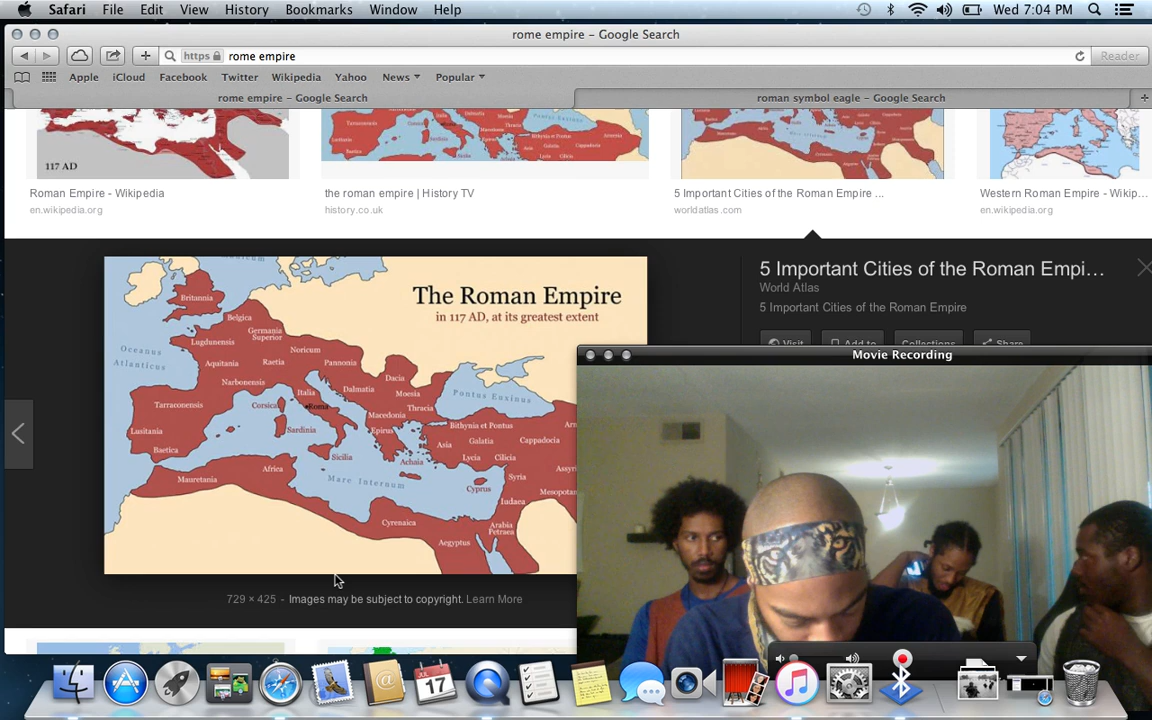 Safari File Edit View History Bookmarks Window Help Wed 7:04 PM
rome empire – Google Search
https rome empire Reader
Apple iCloud Facebook Twitter Wikipedia Yahoo News Popular
rome empire – Google Search roman symbol eagle – Google Search
117 AD
Roman Empire - Wikipedia
en.wikipedia.org
the roman empire | History TV
history.co.uk
5 Important Cities of the Roman Empire ...
worldatlas.com
Western Roman Empire - Wikip...
en.wikipedia.org
The Roman Empire
in 117 AD, at its greatest extent
Britannia
Belgica
Germania
Superior
Lugdunensis
Noricum
Oceanus
Atlanticus
Aquitania
Raetia
Pannonia
Narbonensis
Dacia
Italia
Dalmatia
Moesia
Pontus Euxinus
Tarraconensis
Corsica
Roma
Thracia
Macedonia
Bithynia et Pontus
Lusitania
Sardinia
Epirus
Asia
Galatia
Cappadocia
Baetica
Sicilia
Achaia
Lycia
Cilicia
Africa
Mauretania
Mare Internum
Syria
Cyprus
Iudaea
Cyrenaica
Arabia
Petraea
Aegyptus
729 × 425 - Images may be subject to copyright. Learn More
5 Important Cities of the Roman Empi...
World Atlas
5 Important Cities of the Roman Empire
Visit Add to Collections Share
Movie Recording
JUL
17